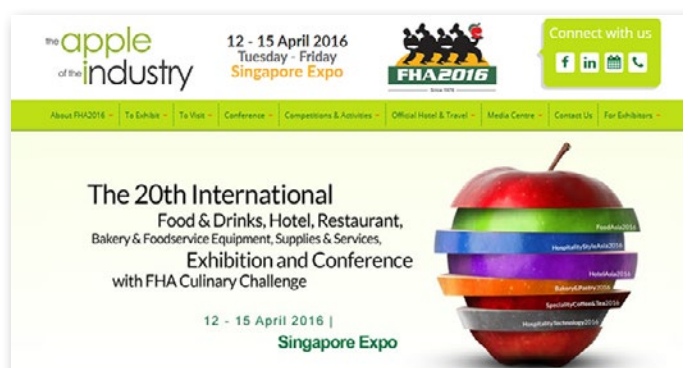 the apple
of the industry
12 - 15 April 2016
Tuesday - Friday
Singapore Expo
FHA2016
Since 1978
Connect with us
About FHA2016
To Exhibit
To Visit
Conference
Competitions & Activities
Official Hotel & Travel
Media Centre
Contact Us
For Exhibitors
The 20th International
Food & Drinks, Hotel, Restaurant,
Bakery & Foodservice Equipment, Supplies & Services,
Exhibition and Conference
with FHA Culinary Challenge
12 - 15 April 2016 |
Singapore Expo
FoodAsia2016
HospitalityStyleAsia2016
HotelAsia2016
Bakery&Pastry2016
SpecialityCoffee&Tea2016
HospitalityTechnology2016